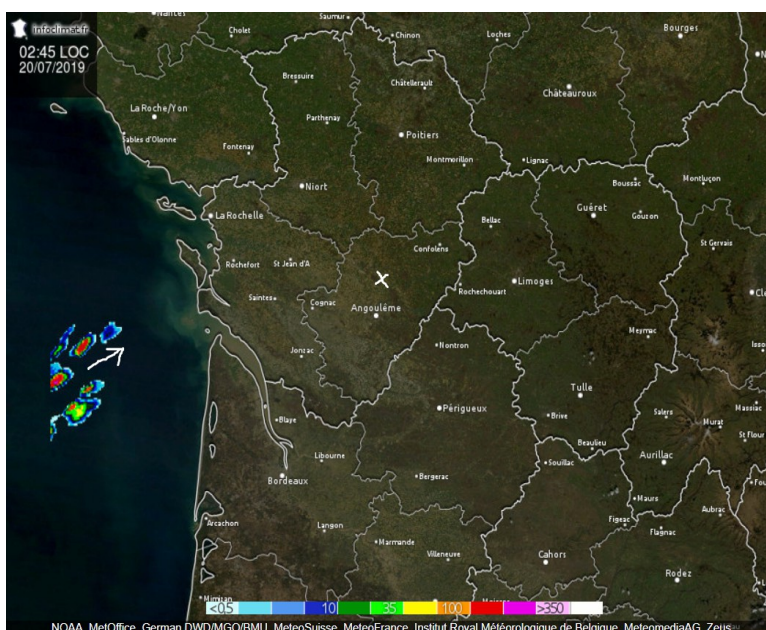 Nantes
Saumur
Bourges
infoclimat.fr
Cholet
Chinon
Loches
02:45 LOC
20/07/2019
Bressuire
Châtellerault
Châteauroux
La Roche/Yon
Parthenay
Poitiers
Sables d'Olonne
Fontenay
Montmorillon
Lignac
Niort
Boussac
Montluçon
Guéret
Gouzon
La Rochelle
Bellac
Confolens
St Gervais
Rochefort
St Jean d'A
Saintes
Cognac
Rochechouart
Limoges
Angoulême
Meymac
Jonzac
Nontron
Tulle
Périgueux
Brive
Salers
Massiac
Blaye
Murat
Beaulieu
St Flour
Libourne
Souillac
Aurillac
Bordeaux
Bergerac
Maurs
Aubrac
Arcachon
Langon
Figeac
Flagnac
Marmande
Villeneuve
Cahors
Rodez
Mimizan
<0,5 10 35 100 >350
NOAA, MetOffice, German DWD/MGO/BMU, MeteoSuisse, MeteoFrance, Institut Royal Météorologique de Belgique, MeteomediaAG, Zeus